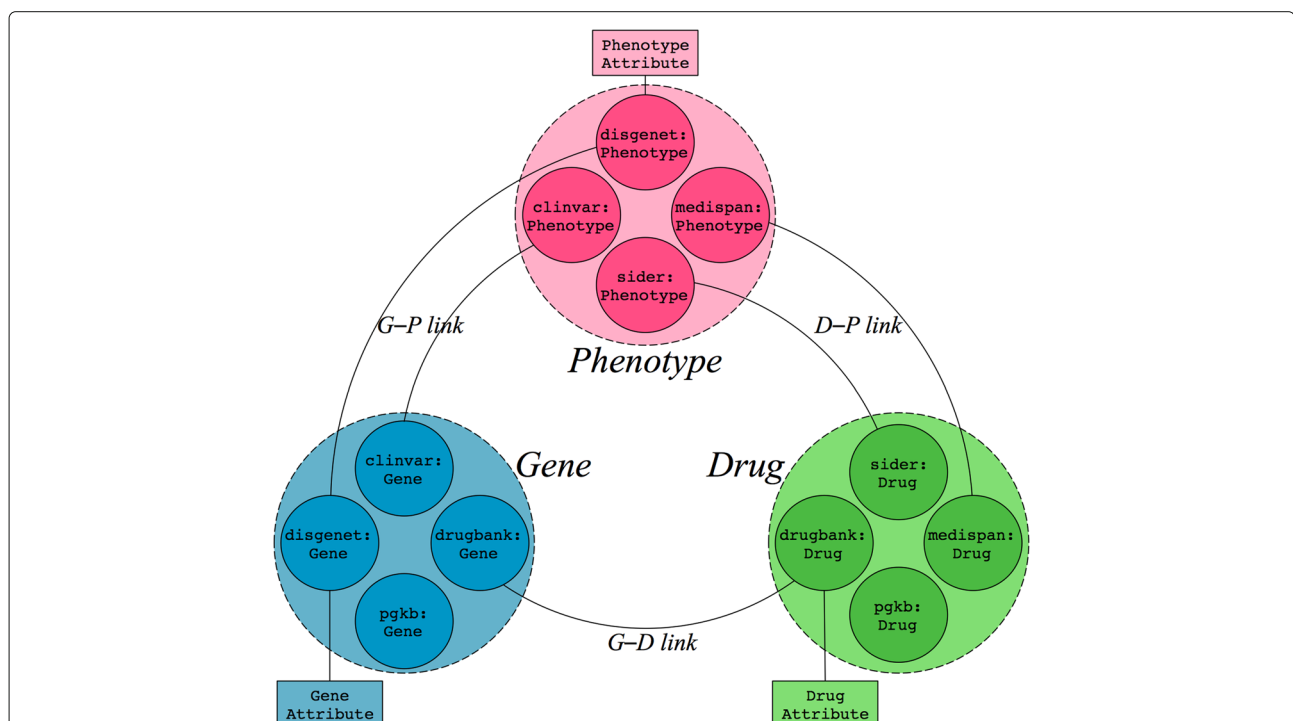 Phenotype
Attribute
disgenet:
Phenotype
clinvar:
Phenotype
medispan:
Phenotype
sider:
Phenotype
G–P link
D–P link
Phenotype
clinvar:
Gene
Gene
disgenet:
Gene
drugbank:
Gene
pgkb:
Gene
Drug
sider:
Drug
drugbank:
Drug
medispan:
Drug
pgkb:
Drug
G–D link
Gene
Attribute
Drug
Attribute